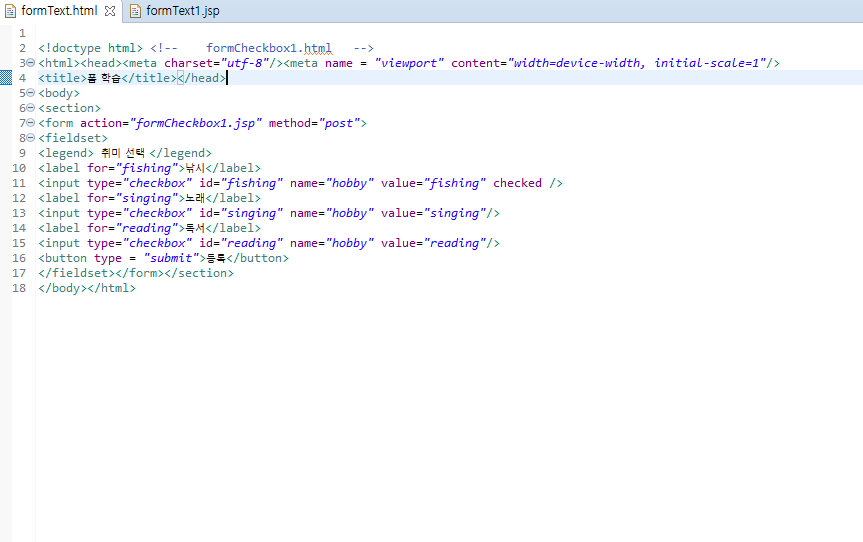 formText.html formText1.jsp
1
2 <!doctype html> <!-- formCheckbox1.html -->
3 <html><head><meta charset="utf-8"/><meta name = "viewport" content="width=device-width, initial-scale=1"/>
4 <title>폼 학습</title></head>
5 <body>
6 <section>
7 <form action="formCheckbox1.jsp" method="post">
8 <fieldset>
9 <legend> 취미 선택 </legend>
10 <label for="fishing">낚시</label>
11 <input type="checkbox" id="fishing" name="hobby" value="fishing" checked />
12 <label for="singing">노래</label>
13 <input type="checkbox" id="singing" name="hobby" value="singing"/>
14 <label for="reading">독서</label>
15 <input type="checkbox" id="reading" name="hobby" value="reading"/>
16 <button type = "submit">등록</button>
17 </fieldset></form></section>
18 </body></html>